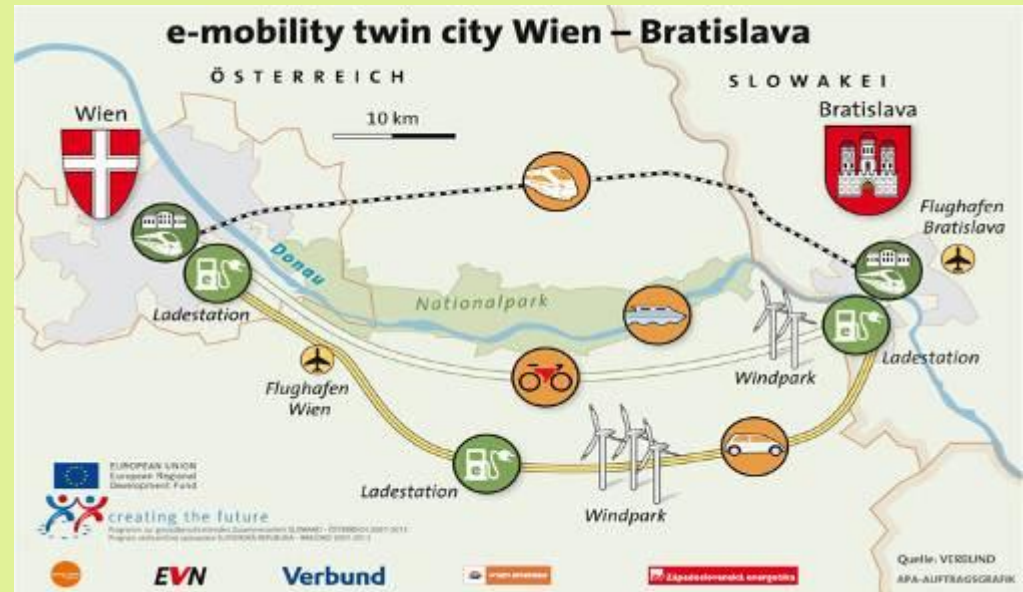 e-mobility twin city Wien – Bratislava
ÖSTERREICH
SLOWAKEI
Wien
10 km
Bratislava
Flughafen
Bratislava
Donau
Nationalpark
Ladestation
Ladestation
Windpark
Flughafen
Wien
Ladestation
Windpark
EUROPEAN UNION
European Regional
Development Fund
creating the future
EVN
Verbund
Západoslovenská energetika
Quelle: VERBUND
APA-AUFTRAGSGRAFIK